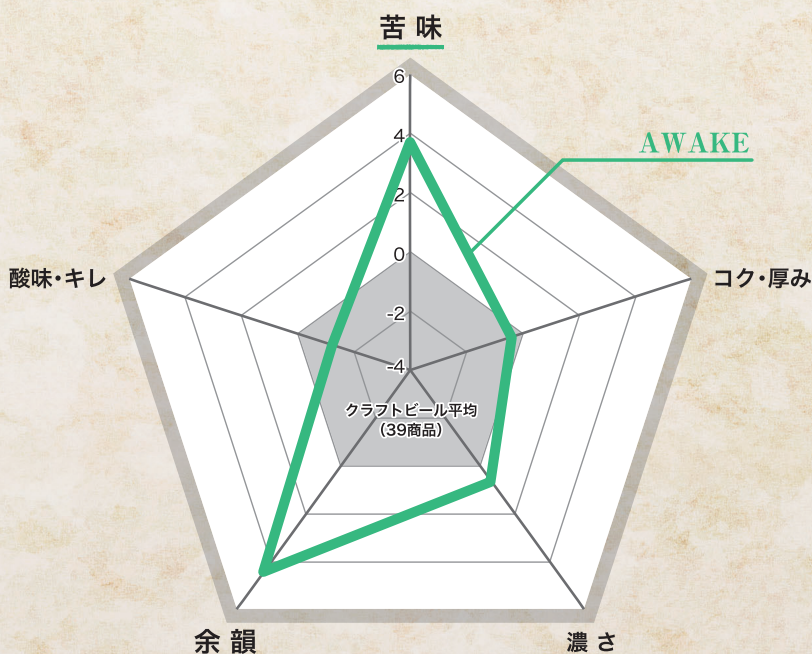 苦味
6
4
AWAKE
2
0
酸味・キレ
コク・厚み
-2
-4
クラフトビール平均
（39商品）
余韻
濃さ